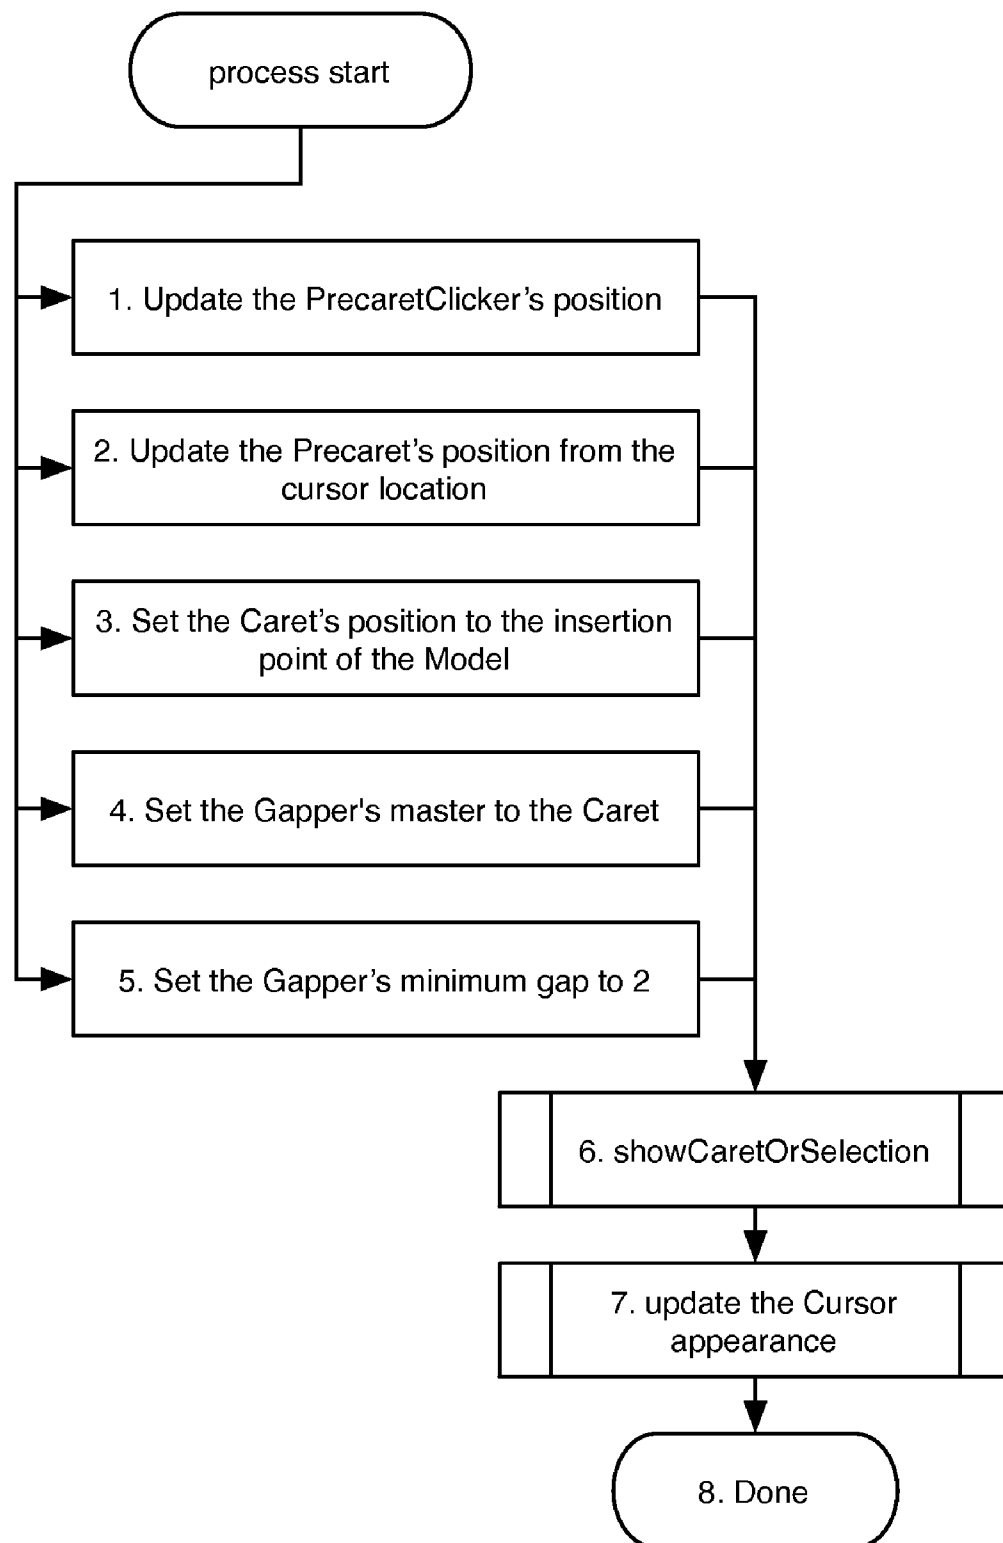 process start
1. Update the PrecaretClicker’s position
2. Update the Precaret’s position from the
cursor location
3. Set the Caret’s position to the insertion
point of the Model
4. Set the Gapper's master to the Caret
5. Set the Gapper’s minimum gap to 2
6. showCaretOrSelection
7. update the Cursor
appearance
8. Done